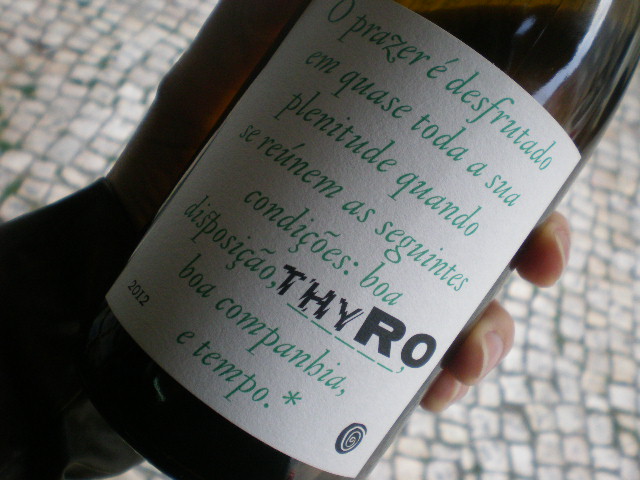 O prazer é desfrutado
em quase toda a sua
plenitude quando
se reúnem as seguintes
condições: boa
disposição, THYRO,
boa companhia,
e tempo. *
2012